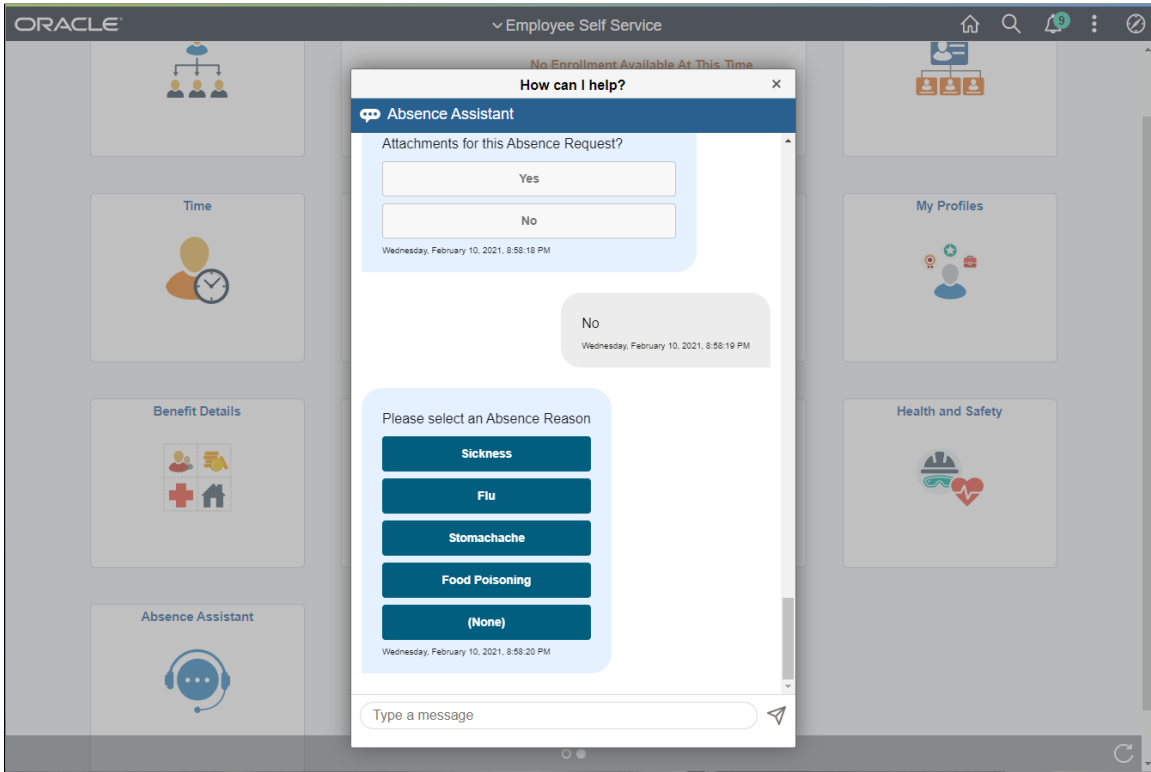 ORACLE
Employee Self Service
9
No Enrollment Available At This Time
How can I help?
×
Absence Assistant
Attachments for this Absence Request?
Yes
No
Wednesday, February 10, 2021, 8:58:18 PM
No
Wednesday, February 10, 2021, 8:58:19 PM
Please select an Absence Reason
Sickness
Flu
Stomachache
Food Poisoning
(None)
Wednesday, February 10, 2021, 8:58:20 PM
Type a message
Time
My Profiles
Benefit Details
Health and Safety
Absence Assistant